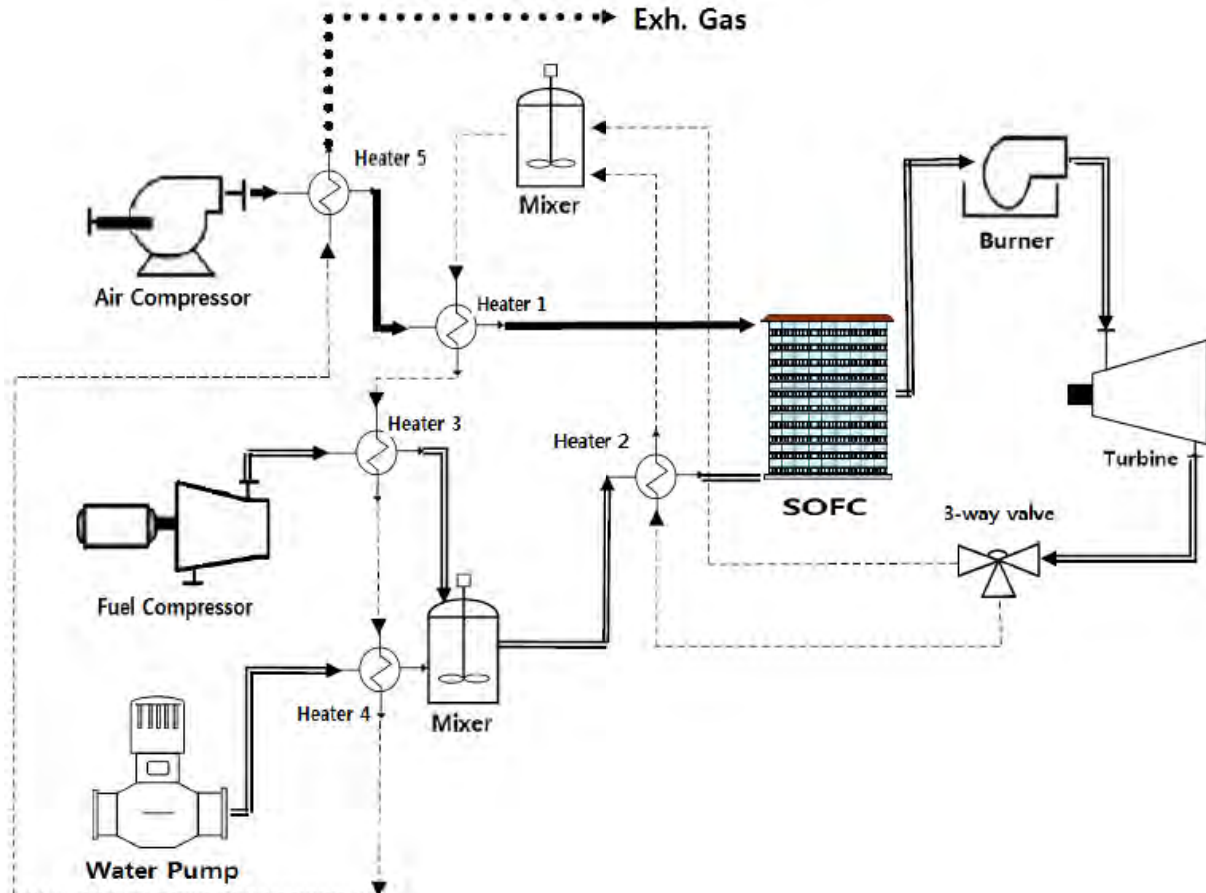 Exh. Gas
Heater 5
Mixer
Burner
Air Compressor
Heater 1
Heater 3
Heater 2
Turbine
SOFC
3-way valve
Fuel Compressor
Heater 4
Mixer
Water Pump